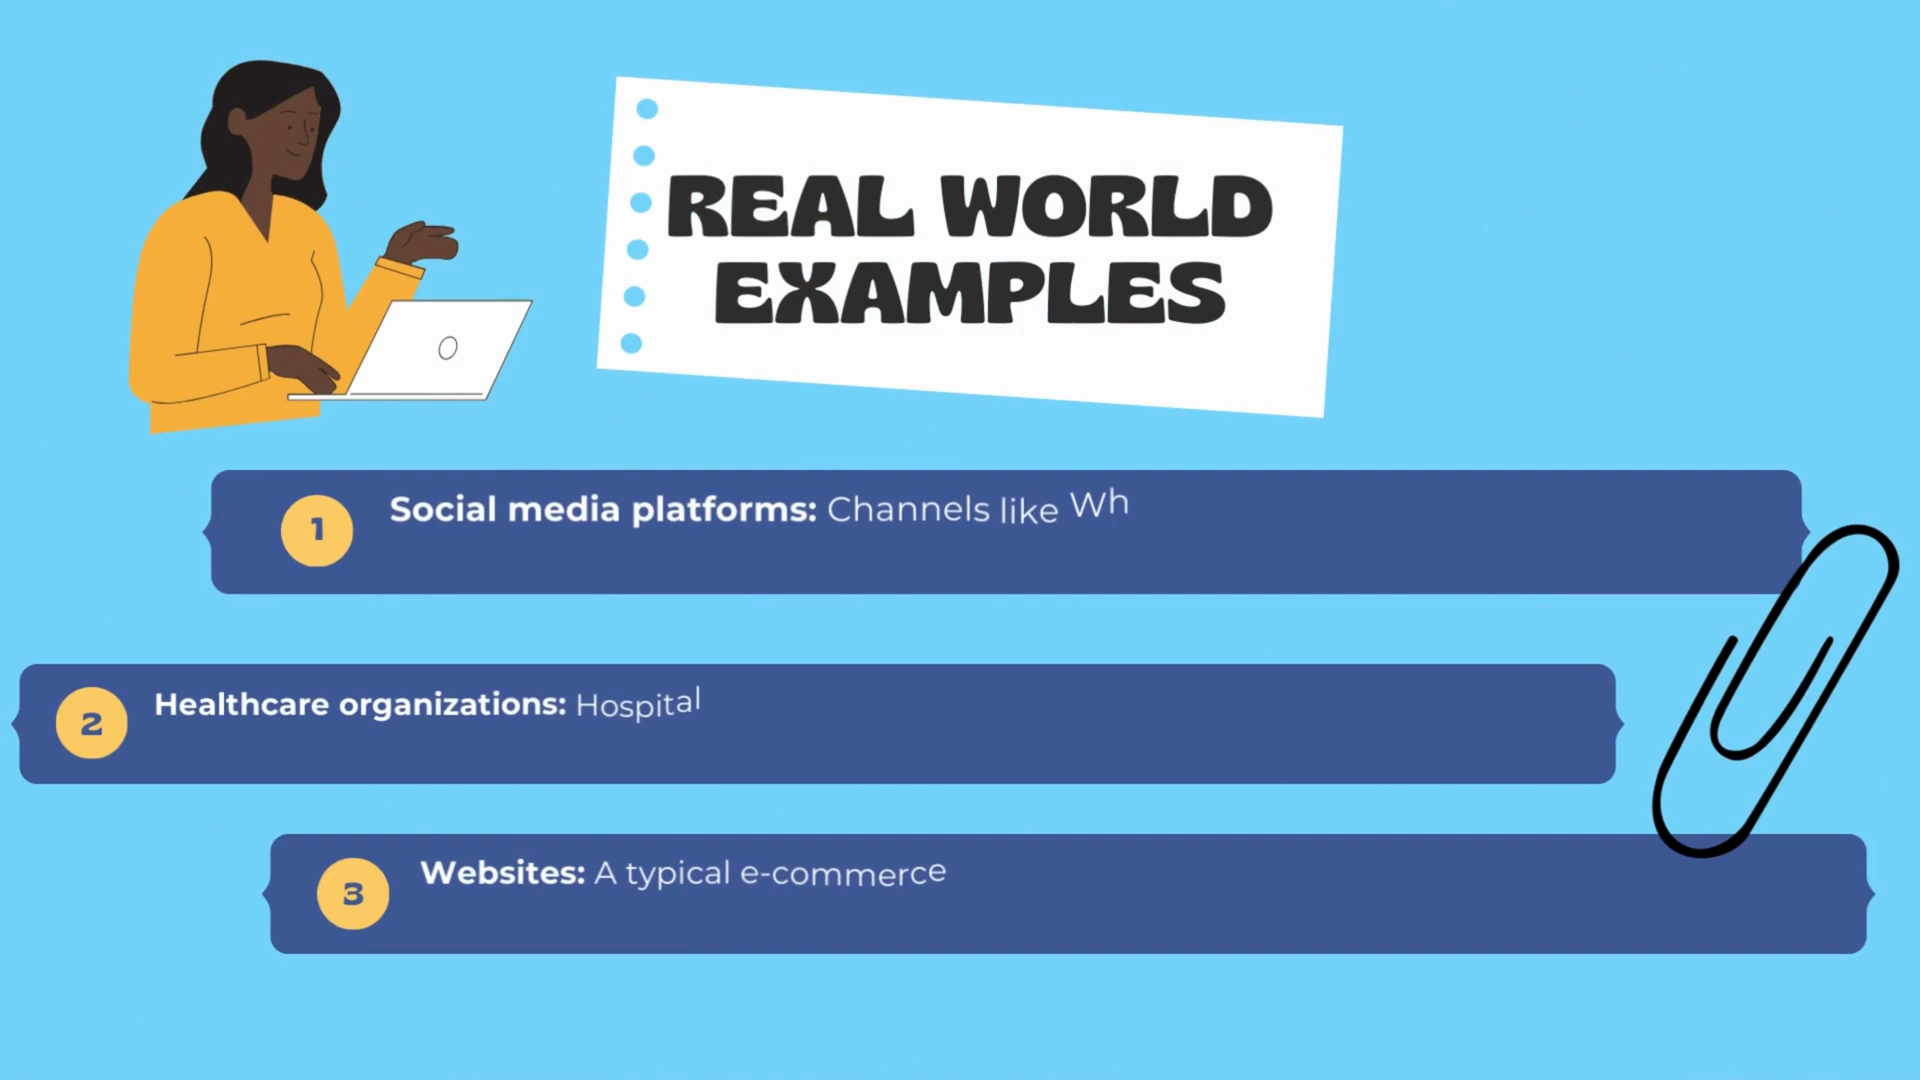 REAL WORLD
EXAMPLES
1 Social media platforms: Channels like Wh
2 Healthcare organizations: Hospital
3 Websites: A typical e-commerce